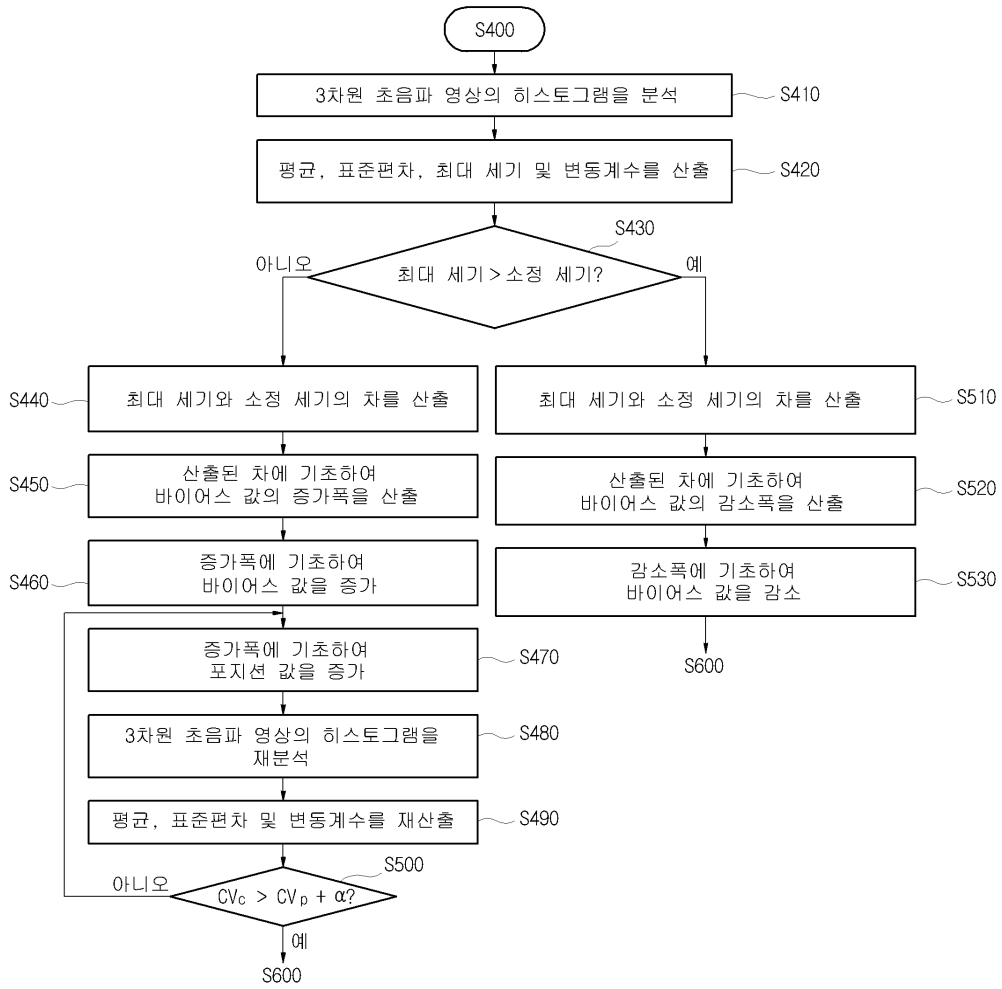 S400
3차원 초음파 영상의 히스토그램을 분석
S410
평균, 표준편차, 최대 세기 및 변동계수를 산출
S420
S430
최대 세기 > 소정 세기?
아니오
예
S440
최대 세기와 소정 세기의 차를 산출
최대 세기와 소정 세기의 차를 산출
S510
S450
산출된 차에 기초하여
바이어스 값의 증가폭을 산출
산출된 차에 기초하여
바이어스 값의 감소폭을 산출
S520
S460
증가폭에 기초하여
바이어스 값을 증가
감소폭에 기초하여
바이어스 값을 감소
S530
S600
증가폭에 기초하여
포지션 값을 증가
S470
3차원 초음파 영상의 히스토그램을
재분석
S480
평균, 표준편차 및 변동계수를 재산출
S490
S500
CVc > CVp + α?
아니오
예
S600